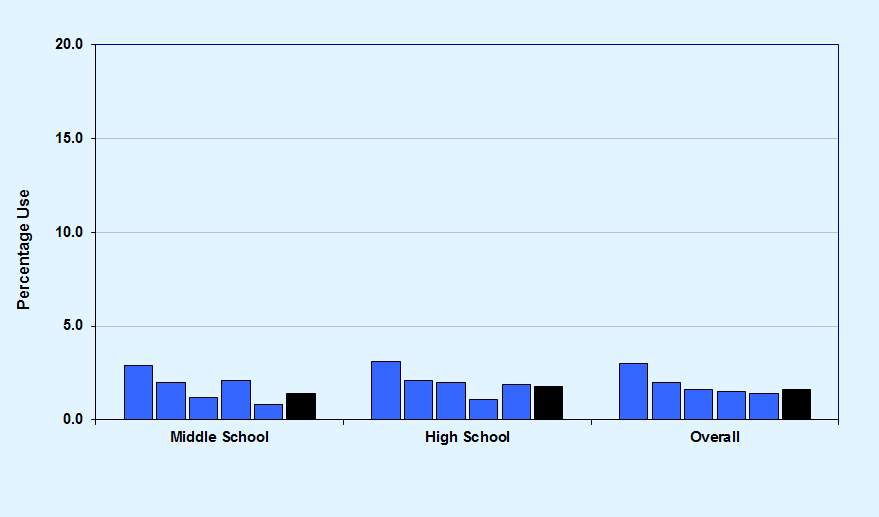 20.0
15.0
10.0
5.0
0.0
Percentage Use
Middle School
High School
Overall